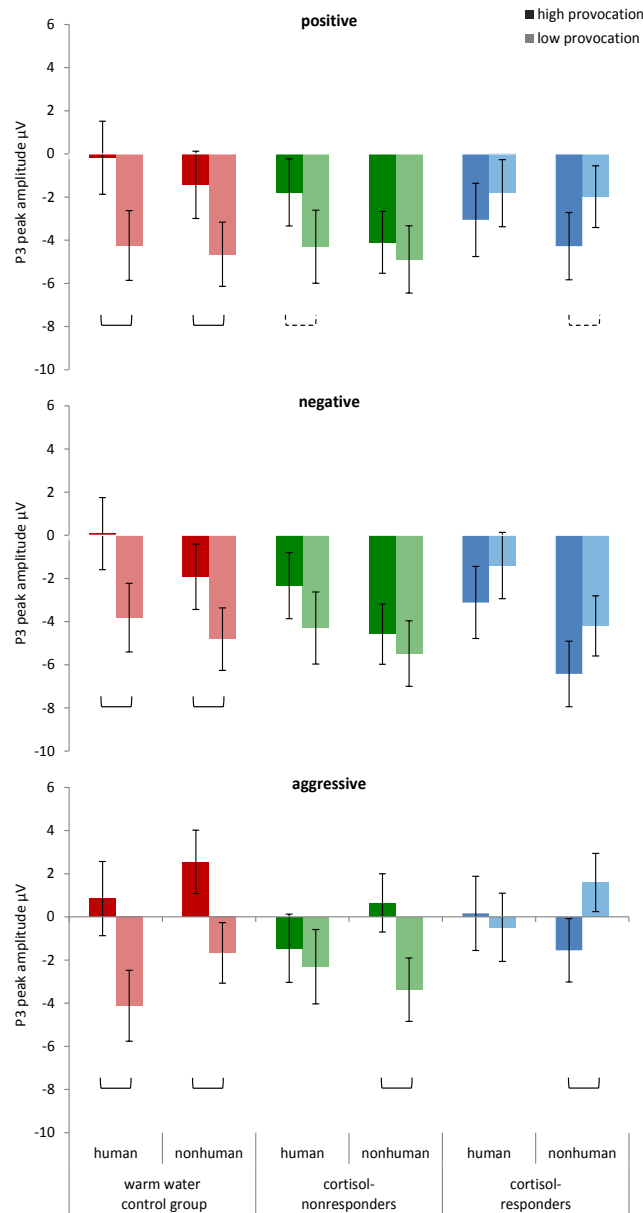 positive
high provocation
low provocation
P3 peak amplitude µV
6
4
2
0
-2
-4
-6
-8
-10
negative
P3 peak amplitude µV
6
4
2
0
-2
-4
-6
-8
-10
aggressive
P3 peak amplitude µV
6
4
2
0
-2
-4
-6
-8
-10
human nonhuman human nonhuman human nonhuman
warm water cortisol- cortisol-
control group nonresponders responders